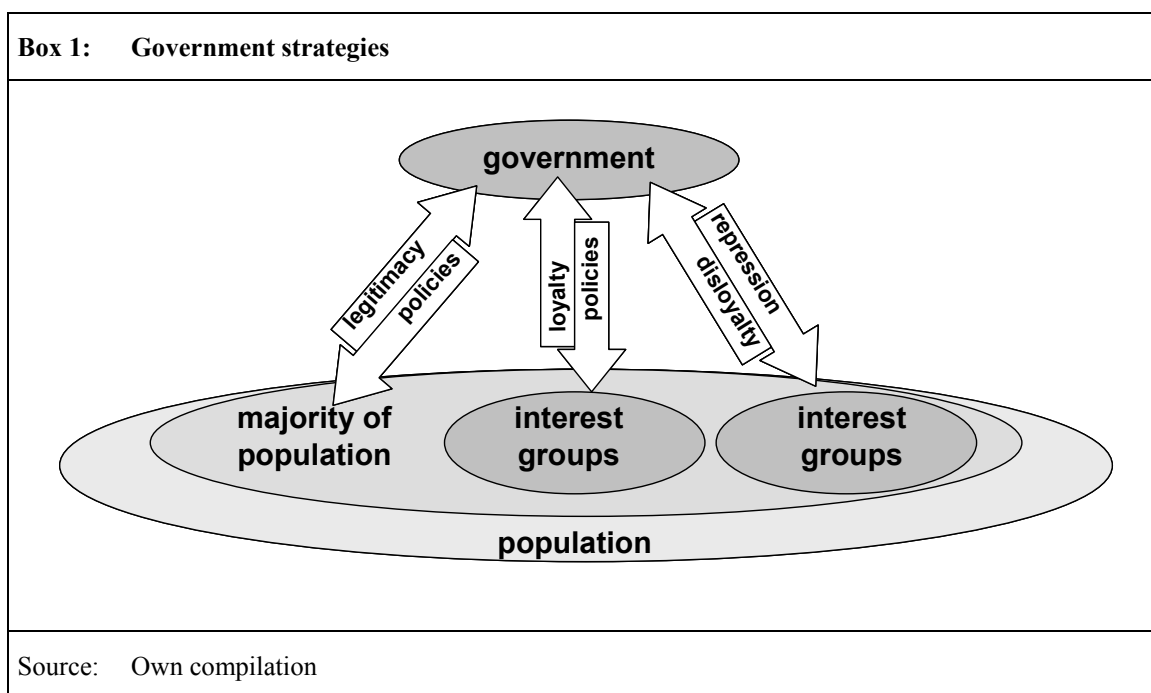 Box 1: Government strategies
government
legitimacy
policies
loyalty
policies
repression
disloyalty
majority of
population
interest
groups
interest
groups
population
Source: Own compilation